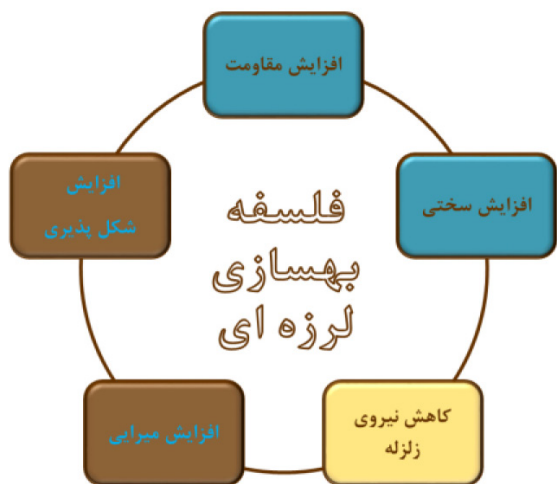 افزایش مقاومت
افزایش سختی
کاهش نیروی
زلزله
افزایش میرایی
افزایش
شکل پذیری
فلسفه
بهسازی
لرزه ای